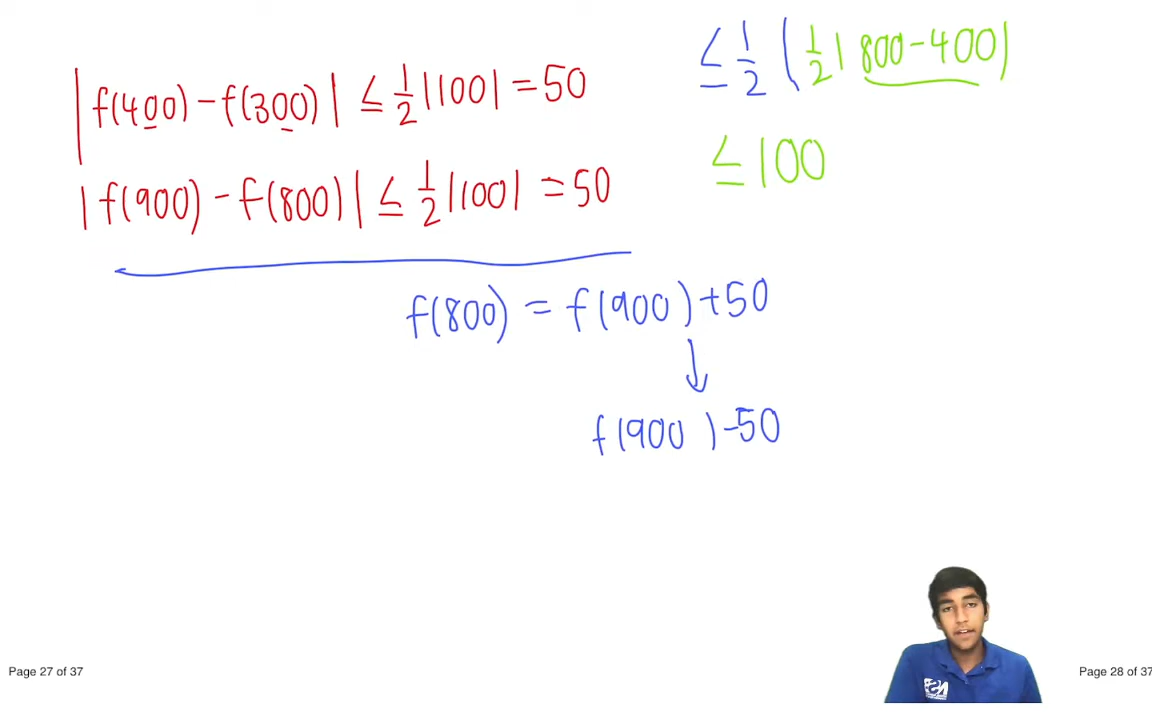 |f(400) - f(300)| ≤ 1/2 |100| = 50
|f(900) - f(800)| ≤ 1/2 |100| = 50
≤ 1/2 ( 1/2 | 800 - 400 )
≤ 100
f(800) = f(900) + 50
f(900) - 50
Page 27 of 37
Page 28 of 37